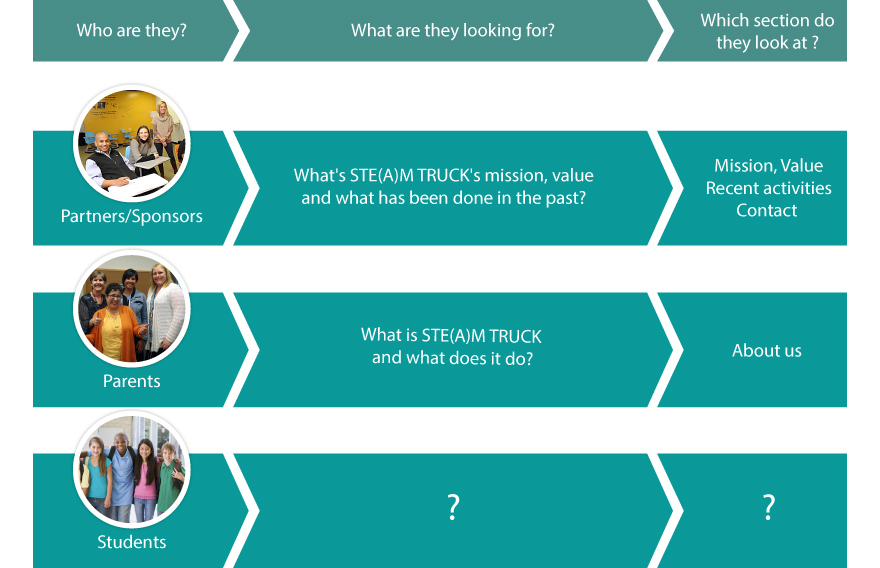 Who are they?
What are they looking for?
Which section do
they look at ?
Partners/Sponsors
What's STE(A)M TRUCK's mission, value
and what has been done in the past?
Mission, Value
Recent activities
Contact
Parents
What is STE(A)M TRUCK
and what does it do?
About us
Students
?
?